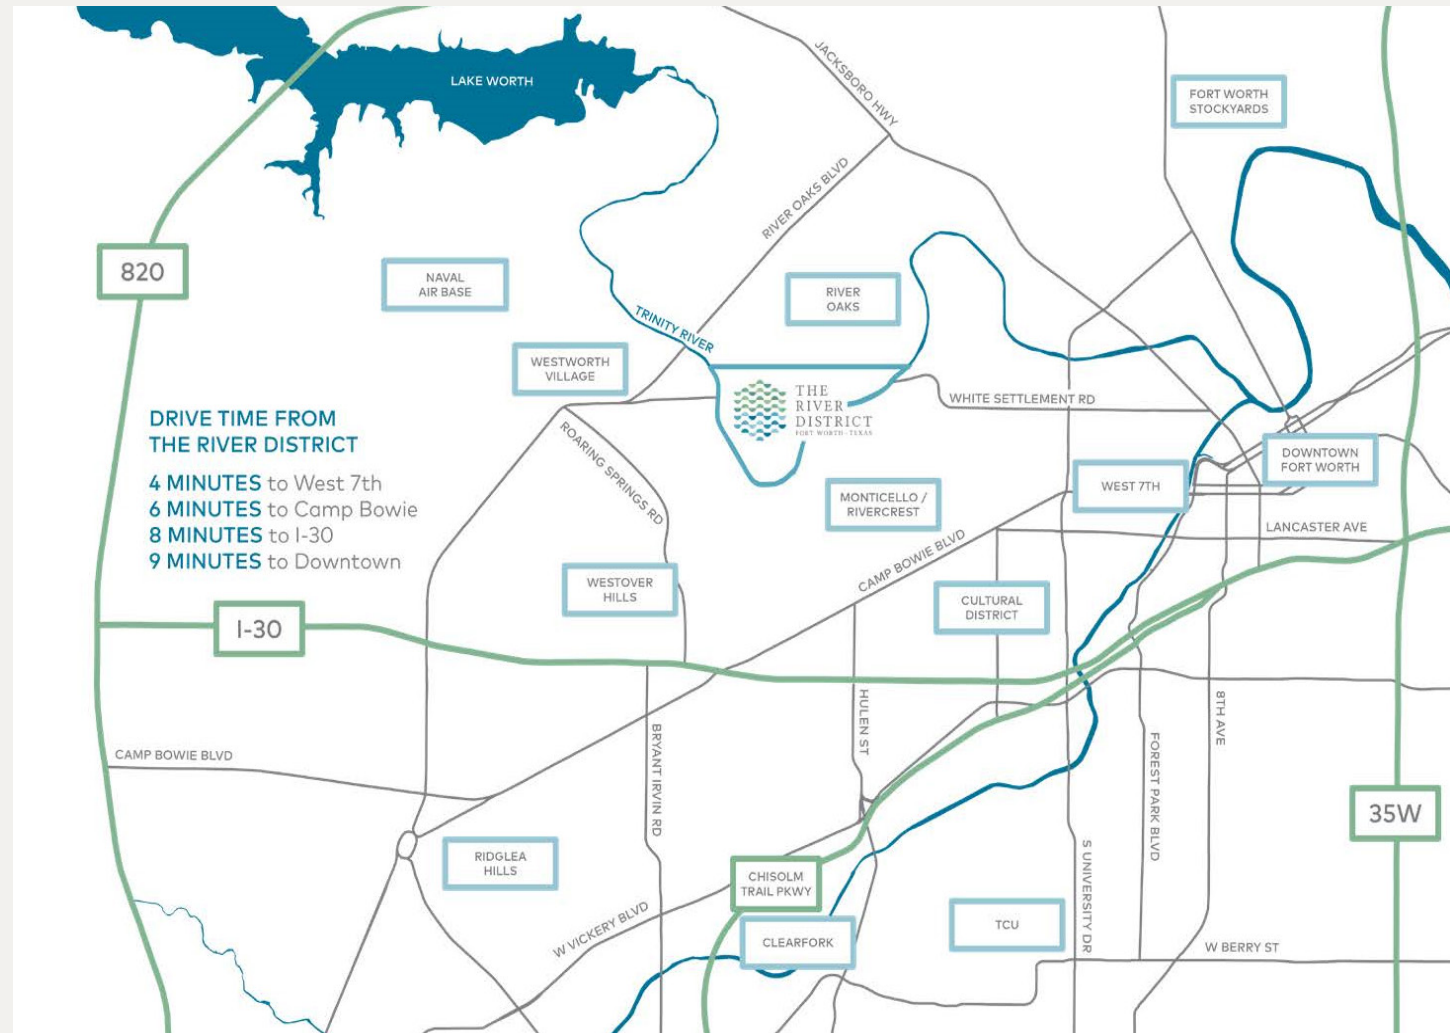 LAKE WORTH
JACKSBORO HWY
FORT WORTH
STOCKYARDS
RIVER OAKS BLVD
820
NAVAL
AIR BASE
RIVER
OAKS
TRINITY RIVER
WESTWORTH
VILLAGE
THE
RIVER
DISTRICT
FORT WORTH · TEXAS
WHITE SETTLEMENT RD
DRIVE TIME FROM
THE RIVER DISTRICT
4 MINUTES to West 7th
6 MINUTES to Camp Bowie
8 MINUTES to I-30
9 MINUTES to Downtown
ROARING SPRINGS RD
DOWNTOWN
FORT WORTH
WEST 7TH
MONTICELLO /
RIVERCREST
LANCASTER AVE
CAMP BOWIE BLVD
WESTOVER
HILLS
CULTURAL
DISTRICT
I-30
HULEN ST
8TH AVE
BRYANT IRVIN RD
CAMP BOWIE BLVD
FOREST PARK BLVD
35W
RIDGLEA
HILLS
S UNIVERSITY DR
CHISOLM
TRAIL PKWY
W VICKERY BLVD
CLEARFORK
TCU
W BERRY ST